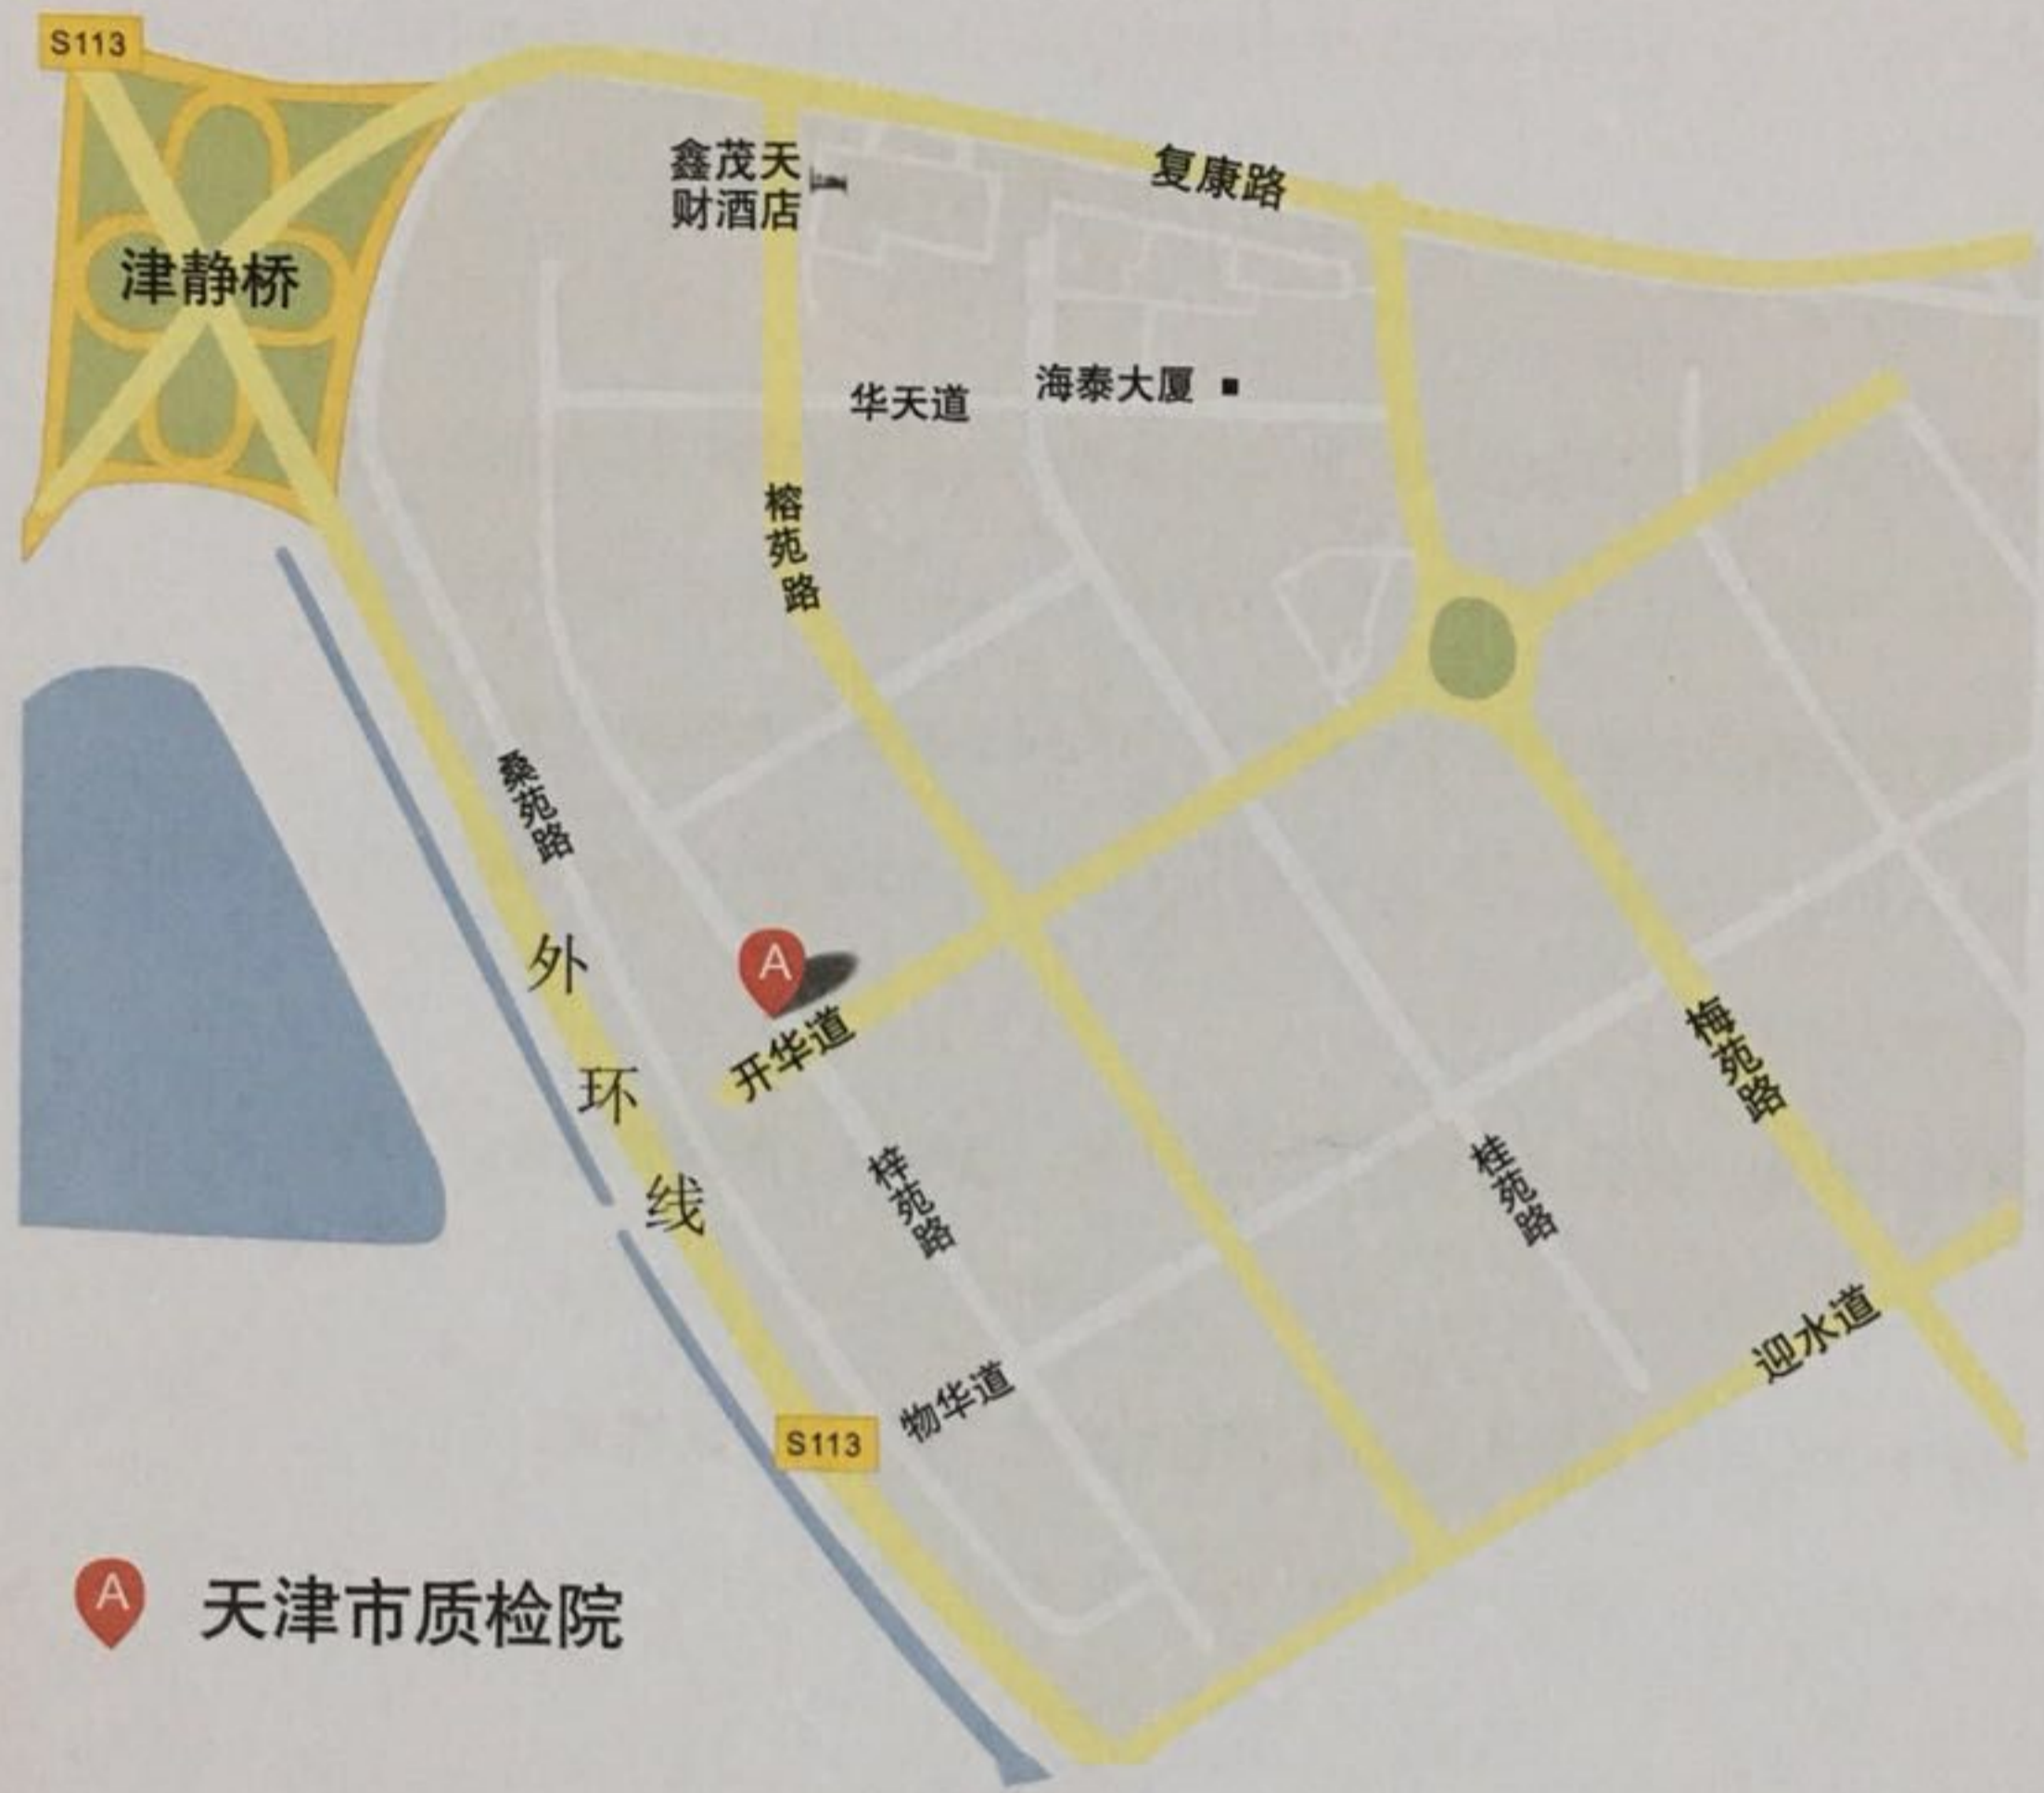 S113
鑫茂天
财酒店
复康路
津静桥
华天道
海泰大厦
榕苑路
桑苑路
外环线
A
开华道
梓苑路
梅苑路
桂苑路
迎水道
物华道
S113
A
天津市质检院